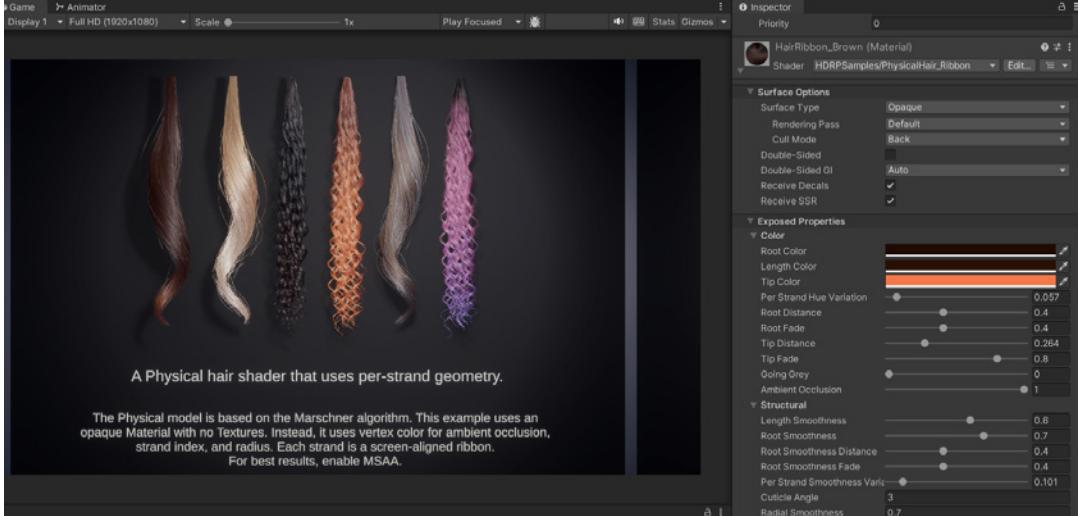 Game
Animator
Display 1 Full HD (1920x1080) Scale 1x Play Focused Stats Gizmos
A Physical hair shader that uses per-strand geometry.
The Physical model is based on the Marschner algorithm. This example uses an
opaque Material with no Textures. Instead, it uses vertex color for ambient occlusion,
strand index, and radius. Each strand is a screen-aligned ribbon.
For best results, enable MSAA.
Inspector
Priority 0
HairRibbon_Brown (Material)
Shader HDRPSamples/PhysicalHair_Ribbon Edit...
Surface Options
Surface Type Opaque
Rendering Pass Default
Cull Mode Back
Double-Sided
Double-Sided GI Auto
Receive Decals
Receive SSR
Exposed Properties
Color
Root Color
Length Color
Tip Color
Per Strand Hue Variation 0.057
Root Distance 0.4
Root Fade 0.4
Tip Distance 0.264
Tip Fade 0.8
Going Grey 0
Ambient Occlusion 1
Structural
Length Smoothness 0.6
Root Smoothness 0.7
Root Smoothness Distance 0.4
Root Smoothness Fade 0.4
Per Strand Smoothness Varia 0.101
Cuticle Angle 3
Radial Smoothness 0.7